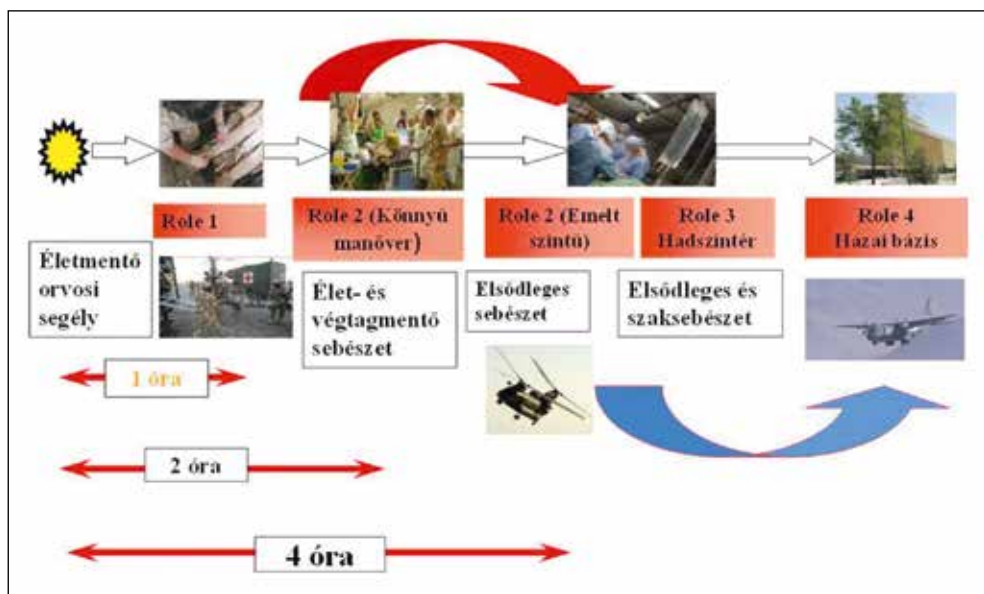 Role 1
Role 2 (Könnyű
manőver)
Role 2 (Emelt
szintű)
Role 3
Hadszíntér
Role 4
Hazai bázis
Életmentő
orvosi
segély
Élet- és
végtagmentő
sebészet
Elsődleges
sebészet
Elsődleges és
szaksebészet
1 óra
2 óra
4 óra